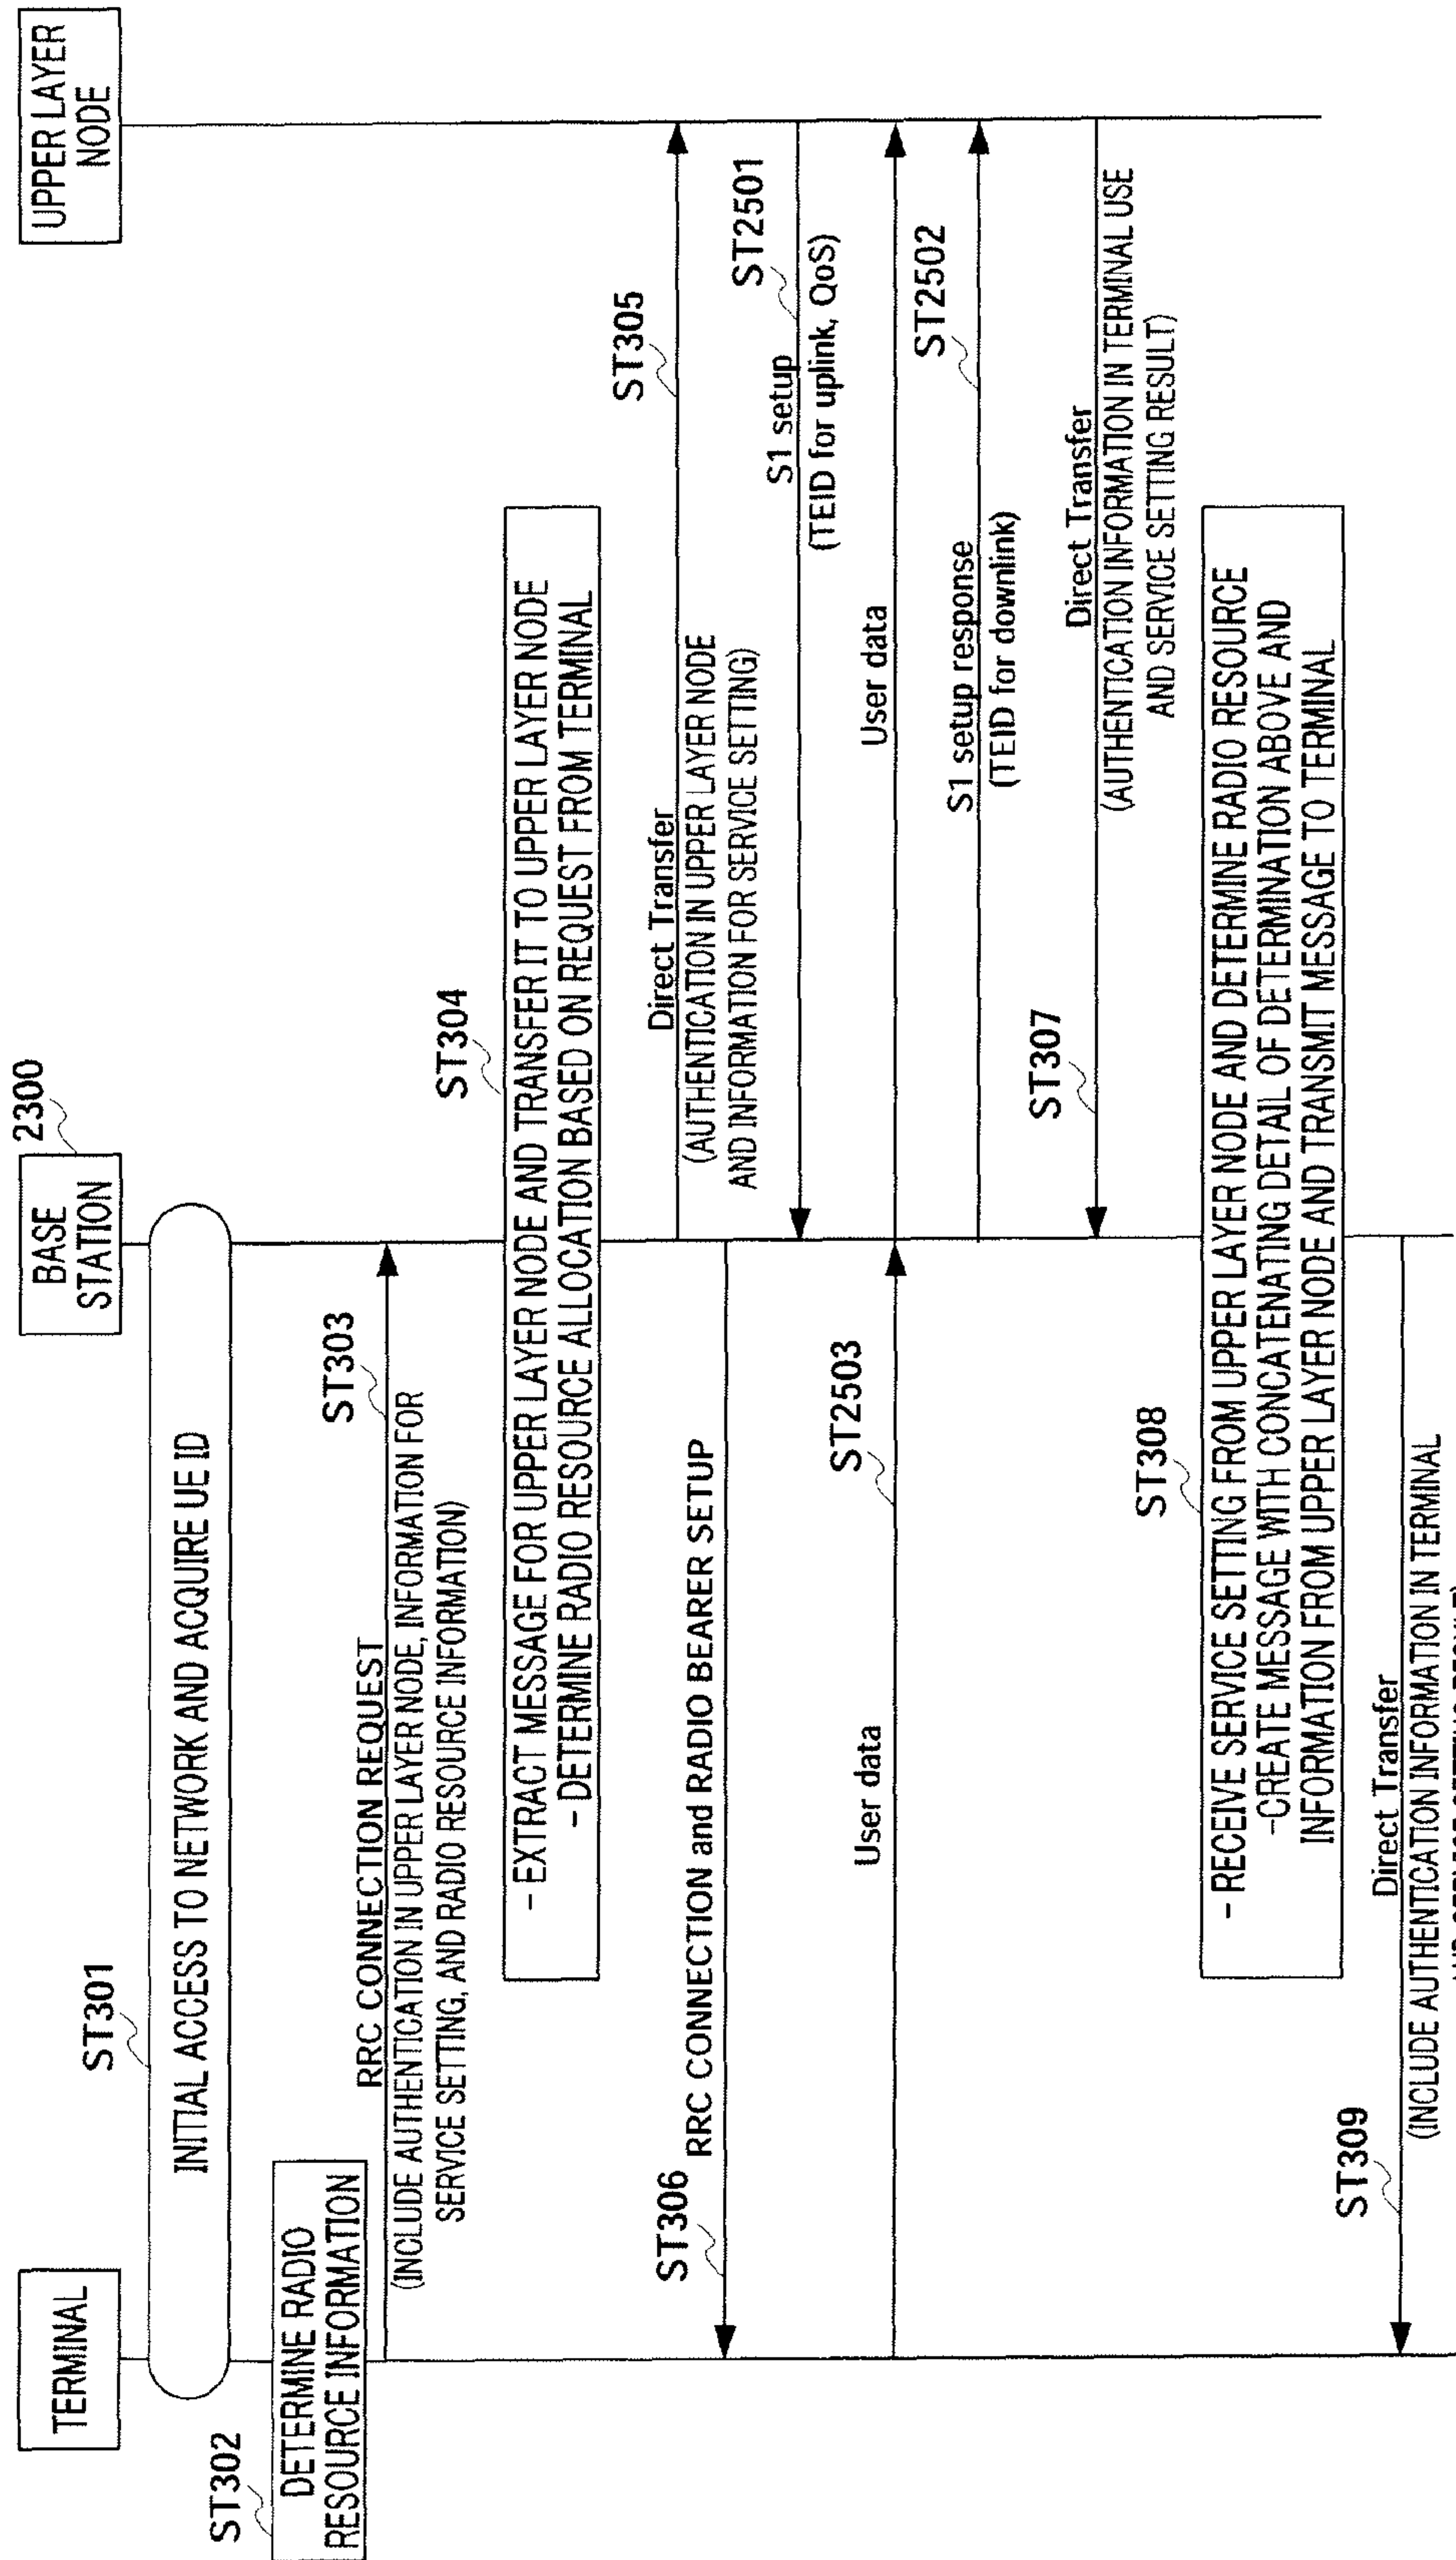 TERMINAL
BASE
STATION
2300
UPPER LAYER
NODE
ST301
INITIAL ACCESS TO NETWORK AND ACQUIRE UE ID
ST302
DETERMINE RADIO
RESOURCE INFORMATION
ST303
RRC CONNECTION REQUEST
(INCLUDE AUTHENTICATION IN UPPER LAYER NODE, INFORMATION FOR
SERVICE SETTING, AND RADIO RESOURCE INFORMATION)
ST304
- EXTRACT MESSAGE FOR UPPER LAYER NODE AND TRANSFER IT TO UPPER LAYER NODE
- DETERMINE RADIO RESOURCE ALLOCATION BASED ON REQUEST FROM TERMINAL
ST305
Direct Transfer
(AUTHENTICATION IN UPPER LAYER NODE
AND INFORMATION FOR SERVICE SETTING)
ST306
RRC CONNECTION and RADIO BEARER SETUP
ST2501
S1 setup
(TEID for uplink, QoS)
ST2503
User data
User data
ST2502
S1 setup response
(TEID for downlink)
ST307
Direct Transfer
(AUTHENTICATION INFORMATION IN TERMINAL USE
AND SERVICE SETTING RESULT)
ST308
- RECEIVE SERVICE SETTING FROM UPPER LAYER NODE AND DETERMINE RADIO RESOURCE
-CREATE MESSAGE WITH CONCATENATING DETAIL OF DETERMINATION ABOVE AND
INFORMATION FROM UPPER LAYER NODE AND TRANSMIT MESSAGE TO TERMINAL
ST309
Direct Transfer
(INCLUDE AUTHENTICATION INFORMATION IN TERMINAL